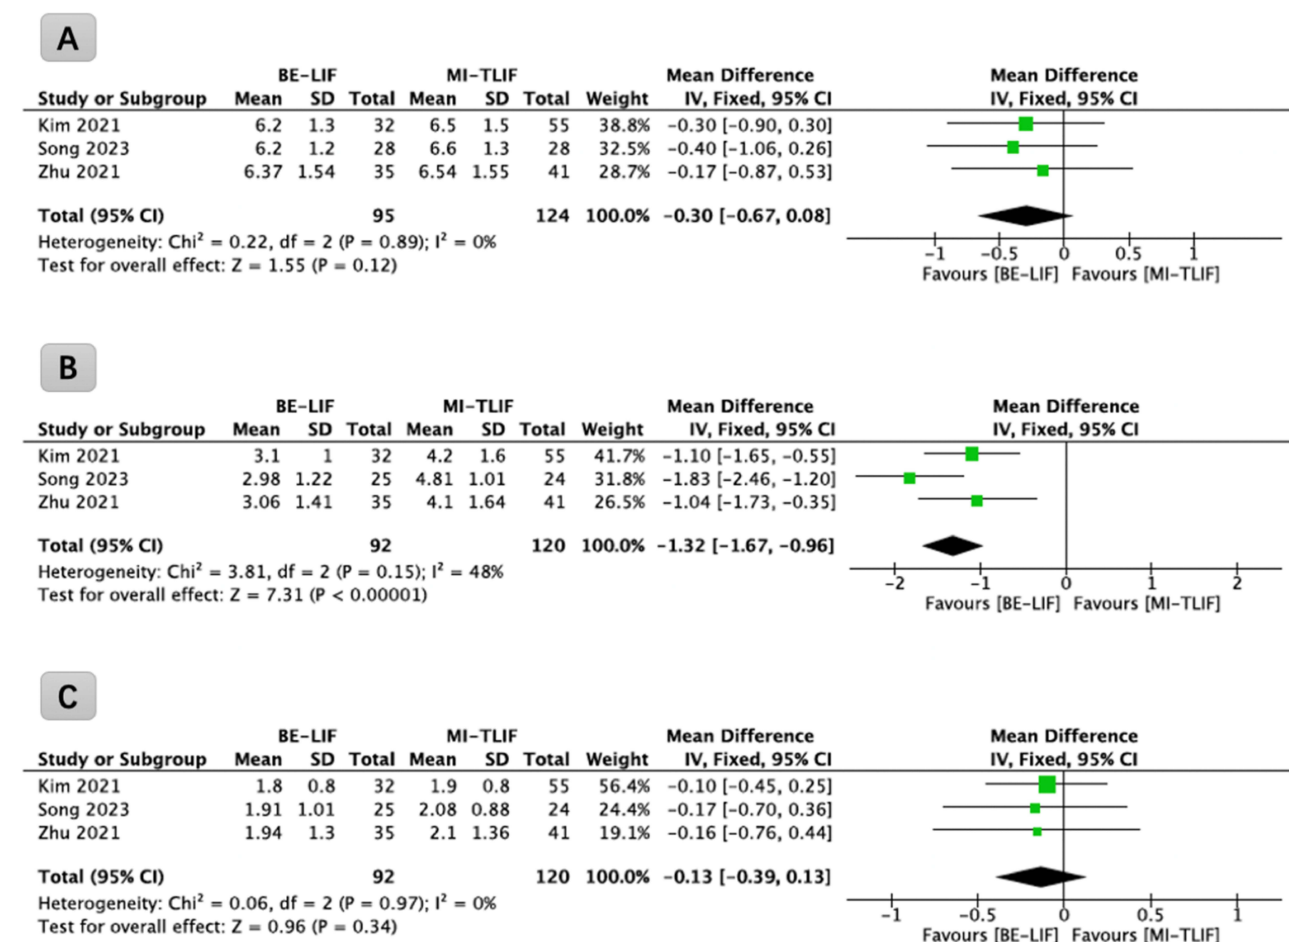 A
BE−LIF MI−TLIF Mean Difference Mean Difference
Study or Subgroup Mean SD Total Mean SD Total Weight IV, Fixed, 95% CI IV, Fixed, 95% CI
Kim 2021 6.2 1.3 32 6.5 1.5 55 38.8% −0.30 [−0.90, 0.30]
Song 2023 6.2 1.2 28 6.6 1.3 28 32.5% −0.40 [−1.06, 0.26]
Zhu 2021 6.37 1.54 35 6.54 1.55 41 28.7% −0.17 [−0.87, 0.53]
Total (95% CI) 95 124 100.0% −0.30 [−0.67, 0.08]
Heterogeneity: Chi² = 0.22, df = 2 (P = 0.89); I² = 0%
Test for overall effect: Z = 1.55 (P = 0.12)
−1 −0.5 0 0.5 1
Favours [BE−LIF] Favours [MI−TLIF]
B
BE−LIF MI−TLIF Mean Difference Mean Difference
Study or Subgroup Mean SD Total Mean SD Total Weight IV, Fixed, 95% CI IV, Fixed, 95% CI
Kim 2021 3.1 1 32 4.2 1.6 55 41.7% −1.10 [−1.65, −0.55]
Song 2023 2.98 1.22 25 4.81 1.01 24 31.8% −1.83 [−2.46, −1.20]
Zhu 2021 3.06 1.41 35 4.1 1.64 41 26.5% −1.04 [−1.73, −0.35]
Total (95% CI) 92 120 100.0% −1.32 [−1.67, −0.96]
Heterogeneity: Chi² = 3.81, df = 2 (P = 0.15); I² = 48%
Test for overall effect: Z = 7.31 (P < 0.00001)
−2 −1 0 1 2
Favours [BE−LIF] Favours [MI−TLIF]
C
BE−LIF MI−TLIF Mean Difference Mean Difference
Study or Subgroup Mean SD Total Mean SD Total Weight IV, Fixed, 95% CI IV, Fixed, 95% CI
Kim 2021 1.8 0.8 32 1.9 0.8 55 56.4% −0.10 [−0.45, 0.25]
Song 2023 1.91 1.01 25 2.08 0.88 24 24.4% −0.17 [−0.70, 0.36]
Zhu 2021 1.94 1.3 35 2.1 1.36 41 19.1% −0.16 [−0.76, 0.44]
Total (95% CI) 92 120 100.0% −0.13 [−0.39, 0.13]
Heterogeneity: Chi² = 0.06, df = 2 (P = 0.97); I² = 0%
Test for overall effect: Z = 0.96 (P = 0.34)
−1 −0.5 0 0.5 1
Favours [BE−LIF] Favours [MI−TLIF]